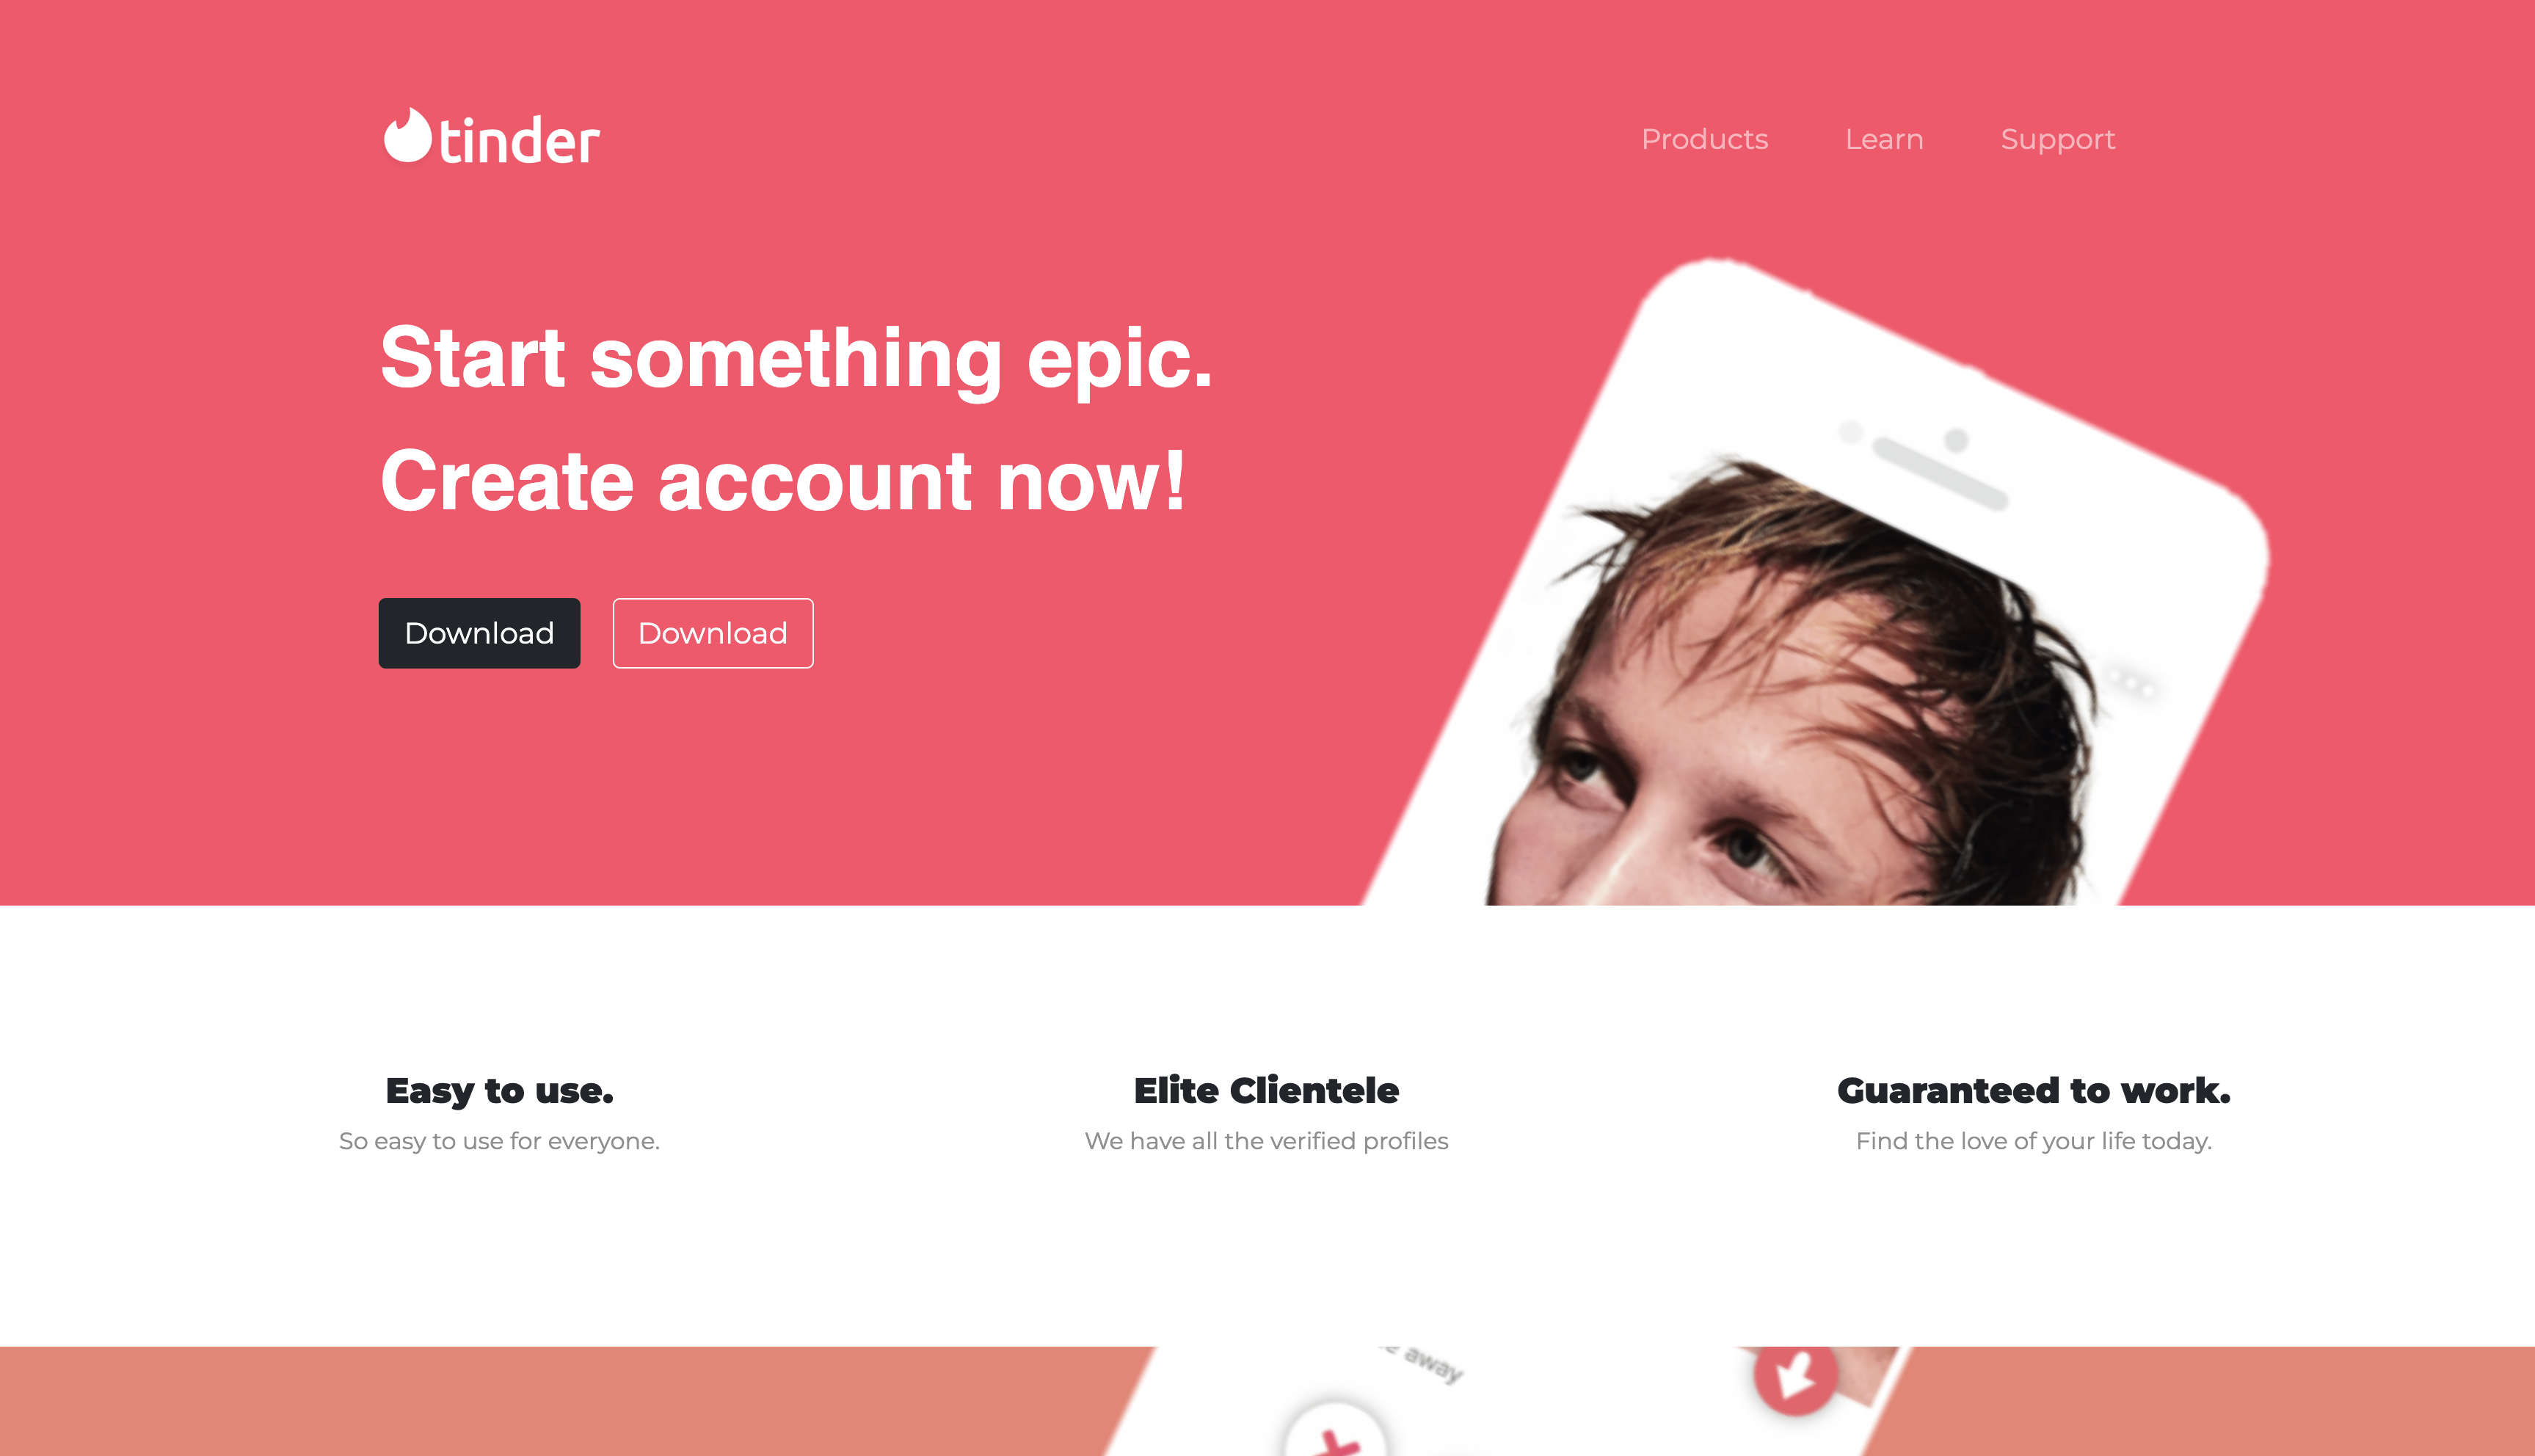 tinder
Products Learn Support
Start something epic.
Create account now!
Download Download
Easy to use. Elite Clientele Guaranteed to work.
So easy to use for everyone. We have all the verified profiles Find the love of your life today.
away